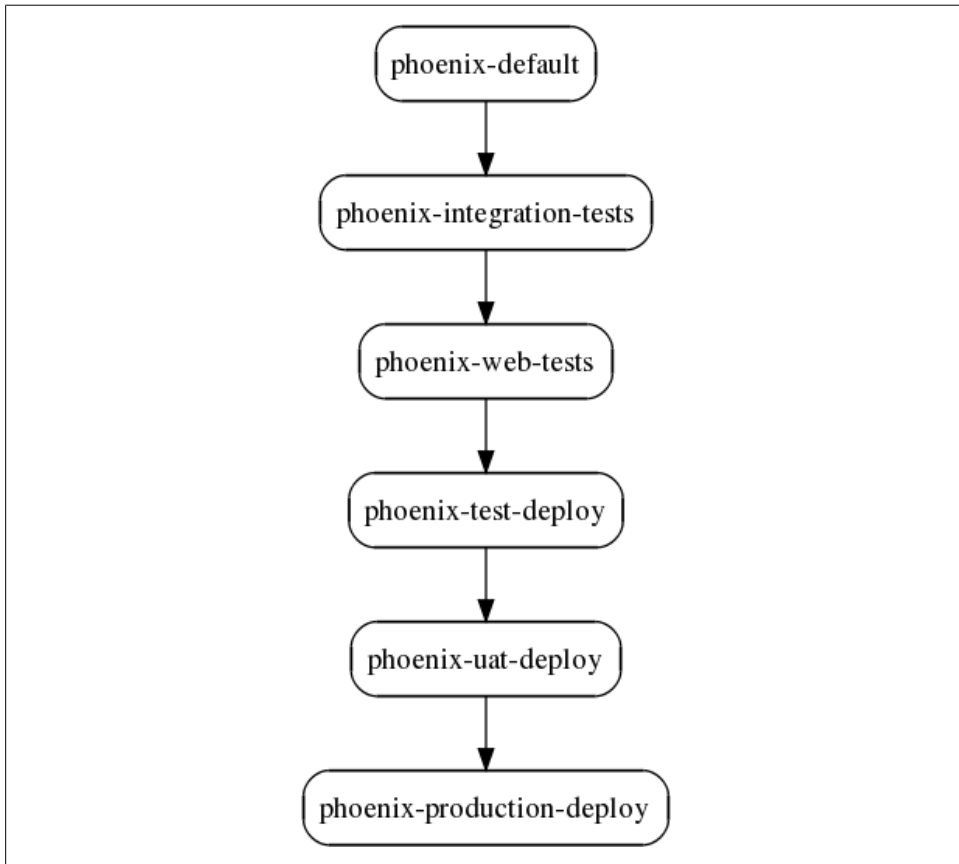 phoenix-default
phoenix-integration-tests
phoenix-web-tests
phoenix-test-deploy
phoenix-uat-deploy
phoenix-production-deploy